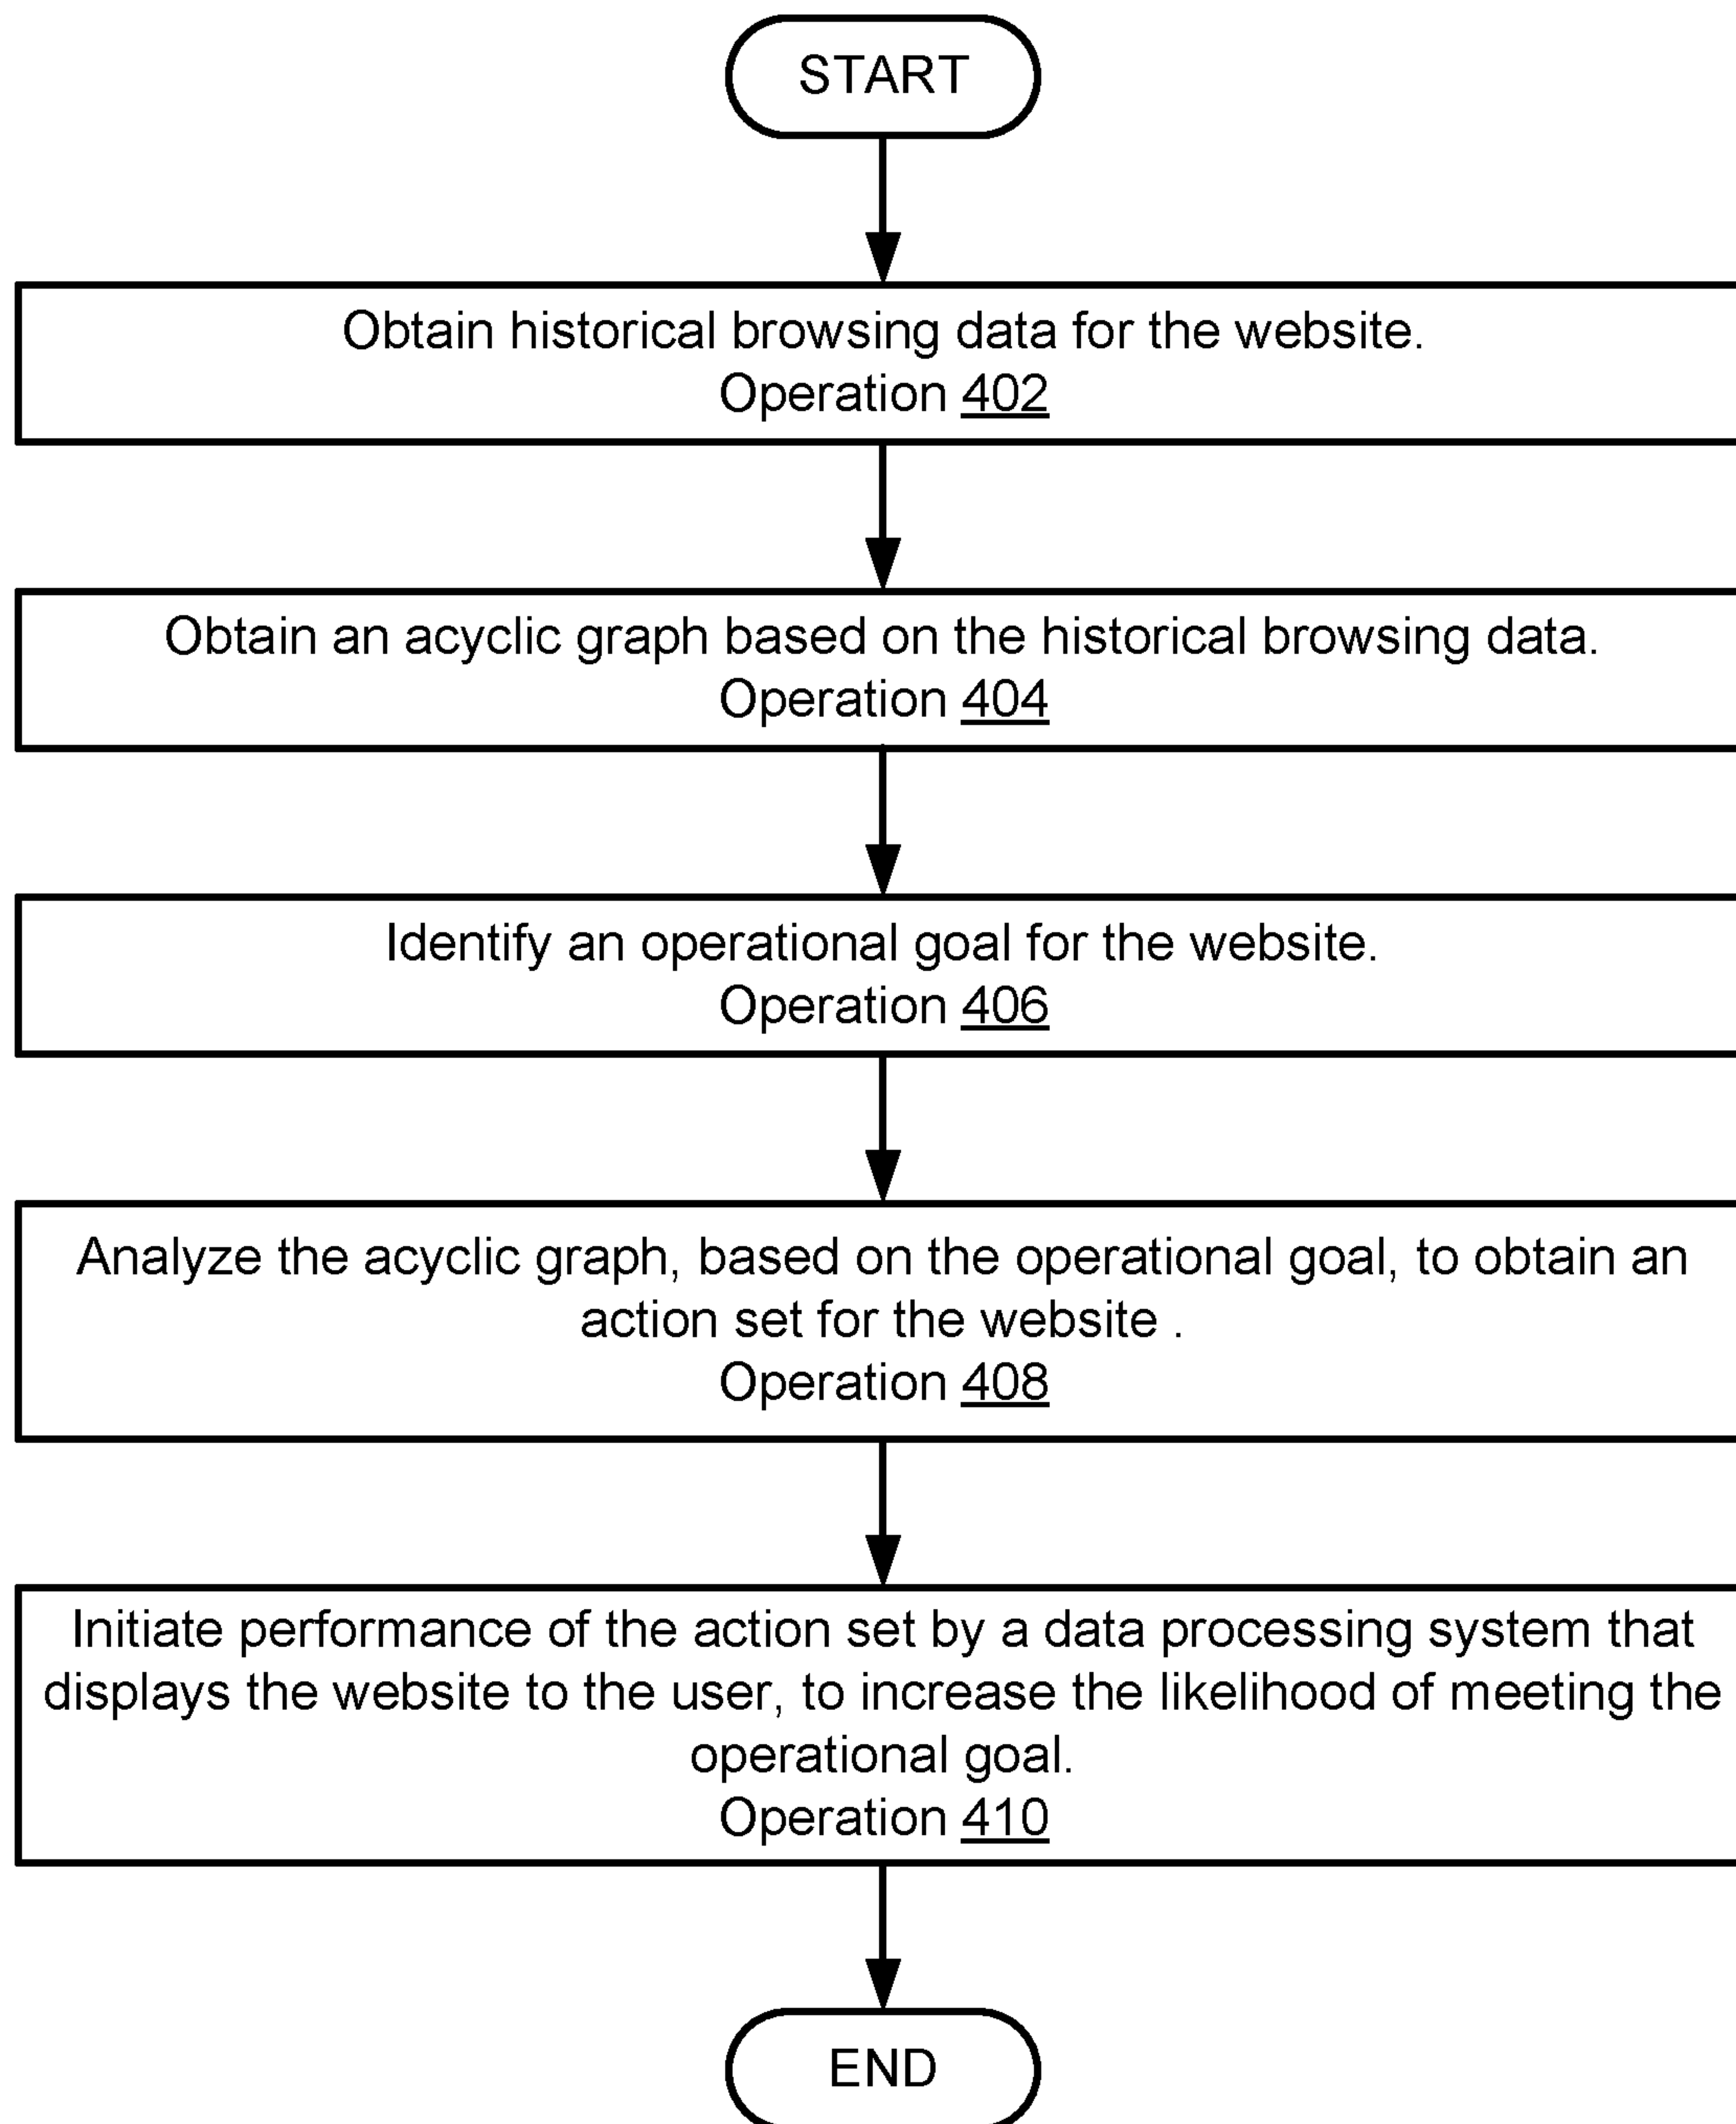 START
Obtain historical browsing data for the website.
Operation 402
Obtain an acyclic graph based on the historical browsing data.
Operation 404
Identify an operational goal for the website.
Operation 406
Analyze the acyclic graph, based on the operational goal, to obtain an
action set for the website .
Operation 408
Initiate performance of the action set by a data processing system that
displays the website to the user, to increase the likelihood of meeting the
operational goal.
Operation 410
END